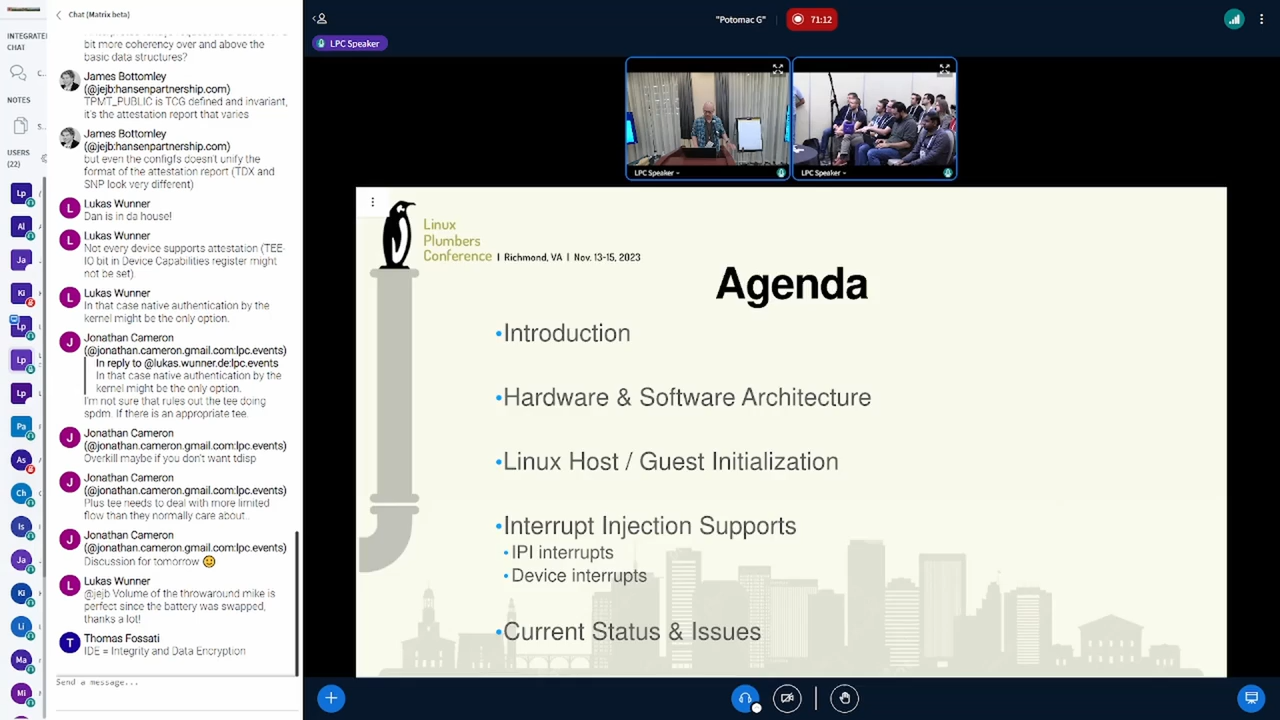 INTEGRATE
CHAT
NOTES
USERS
(22)
Chat (Matrix beta)
bit more coherency over and above the
basic data structures?
James Bottomley
(@jejb:hansenpartnership.com)
TPMT_PUBLIC is TCG defined and invariant,
it's the attestation report that varies
James Bottomley
(@jejb:hansenpartnership.com)
but even the configfs doesn't unify the
format of the attestation report (TDX and
SNP look very different)
Lukas Wunner
Dan is in da house!
Lukas Wunner
Not every device supports attestation (TEE-
IO bit in Device Capabilities register might
not be set).
Lukas Wunner
In that case native authentication by the
kernel might be the only option.
Jonathan Cameron
(@jonathan.cameron.gmail.com:lpc.events)
In reply to @lukas.wunner.de:lpc.events
In that case native authentication by the
kernel might be the only option.
I'm not sure that rules out the tee doing
spdm. If there is an appropriate tee.
Jonathan Cameron
(@jonathan.cameron.gmail.com:lpc.events)
Overkill maybe if you don't want tdisp
Jonathan Cameron
(@jonathan.cameron.gmail.com:lpc.events)
Plus tee needs to deal with more limited
flow than they normally care about..
Jonathan Cameron
(@jonathan.cameron.gmail.com:lpc.events)
Discussion for tomorrow
Lukas Wunner
@jejb Volume of the throwaround mike is
perfect since the battery was swapped,
thanks a lot!
Thomas Fossati
IDE = Integrity and Data Encryption
Send a message...
"Potomac G"
71:12
LPC Speaker
LPC Speaker
LPC Speaker
Linux
Plumbers
Conference | Richmond, VA | Nov. 13-15, 2023
Agenda
•Introduction
•Hardware & Software Architecture
•Linux Host / Guest Initialization
•Interrupt Injection Supports
•IPI interrupts
•Device interrupts
•Current Status & Issues